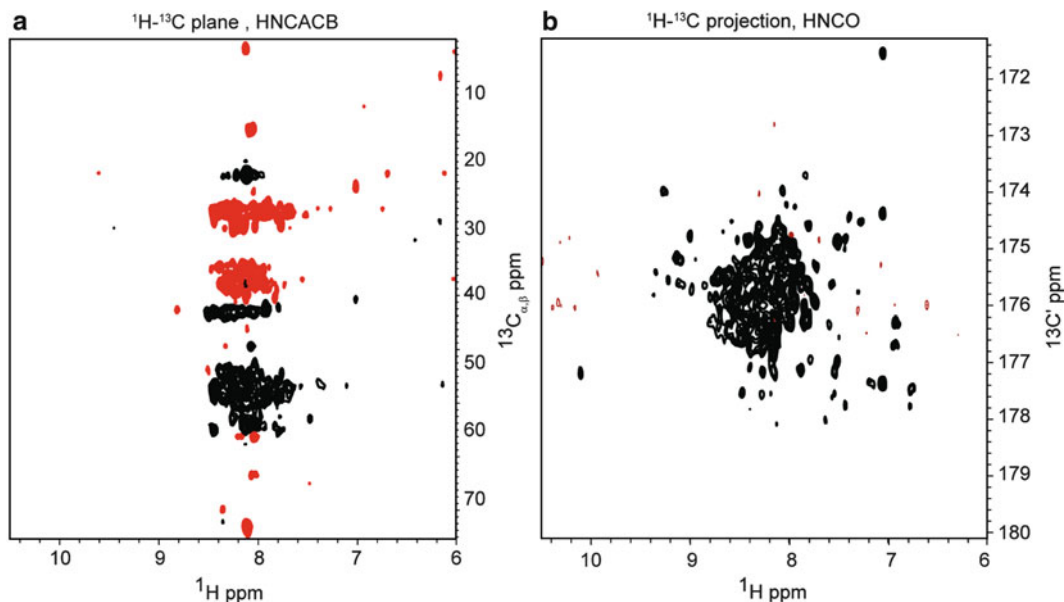 a
¹H-¹³C plane , HNCACB
10
20
30
40
50
60
70
13Cα,β ppm
10 9 8 7 6
¹H ppm
b
¹H-¹³C projection, HNCO
172
173
174
175
176
177
178
179
180
13C' ppm
10 9 8 7 6
¹H ppm